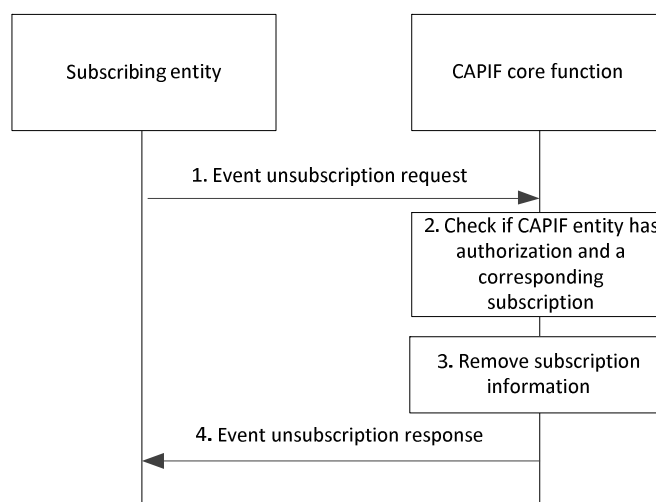 Subscribing entity
CAPIF core function
1. Event unsubscription request
2. Check if CAPIF entity has
authorization and a
corresponding
subscription
3. Remove subscription
information
4. Event unsubscription response